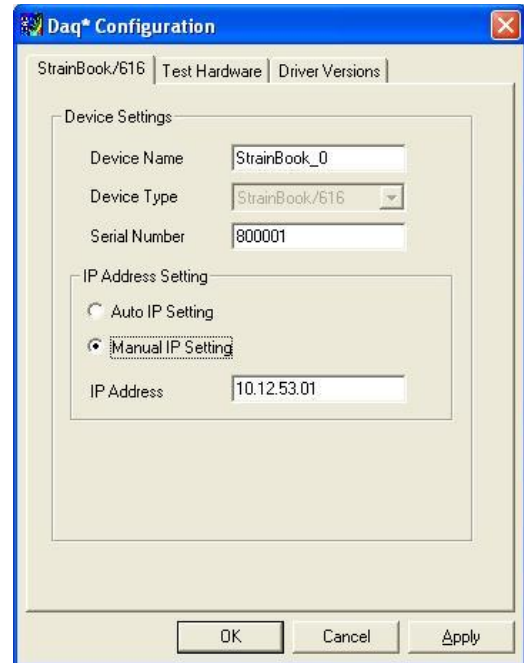 Daq* Configuration
StrainBook/616 Test Hardware Driver Versions
Device Settings
Device Name StrainBook_0
Device Type StrainBook/616
Serial Number 800001
IP Address Setting
Auto IP Setting
Manual IP Setting
IP Address 10.12.53.01
OK Cancel Apply